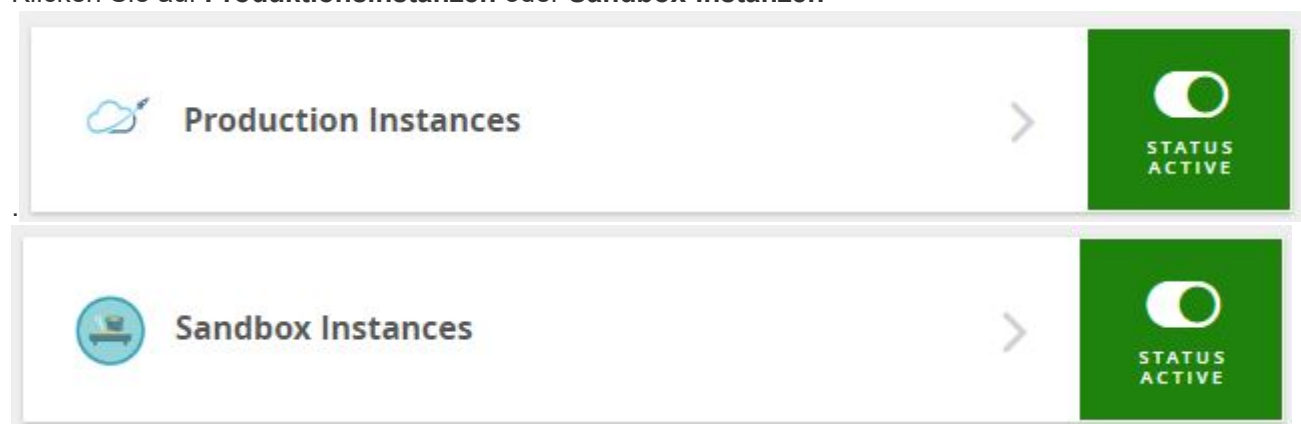 Klicken Sie auf Produktionsinstanzen oder Sandbox-Instanzen
Production Instances
STATUS
ACTIVE
.
Sandbox Instances
STATUS
ACTIVE